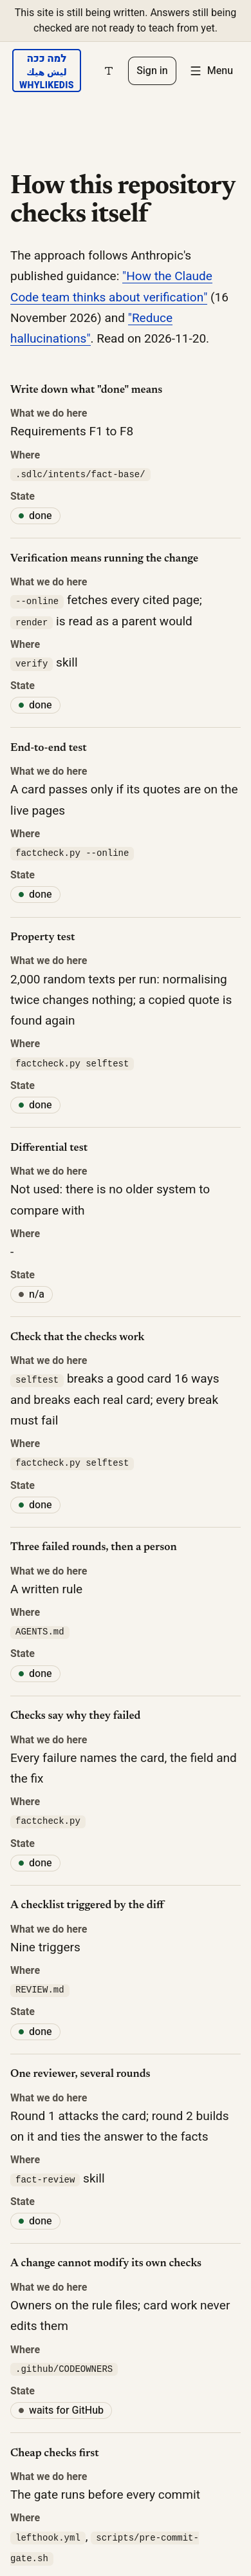 This site is still being written. Answers still being
checked are not ready to teach from yet.
למה ככה
ليش هيك
WHYLIKEDIS
T
Sign in
Menu
How this repository
checks itself
The approach follows Anthropic's
published guidance: "How the Claude
Code team thinks about verification" (16
November 2026) and "Reduce
hallucinations". Read on 2026-11-20.
Write down what "done" means
What we do here
Requirements F1 to F8
Where
.sdlc/intents/fact-base/
State
done
Verification means running the change
What we do here
--online fetches every cited page;
render is read as a parent would
Where
verify skill
State
done
End-to-end test
What we do here
A card passes only if its quotes are on the
live pages
Where
factcheck.py --online
State
done
Property test
What we do here
2,000 random texts per run: normalising
twice changes nothing; a copied quote is
found again
Where
factcheck.py selftest
State
done
Differential test
What we do here
Not used: there is no older system to
compare with
Where
-
State
n/a
Check that the checks work
What we do here
selftest breaks a good card 16 ways
and breaks each real card; every break
must fail
Where
factcheck.py selftest
State
done
Three failed rounds, then a person
What we do here
A written rule
Where
AGENTS.md
State
done
Checks say why they failed
What we do here
Every failure names the card, the field and
the fix
Where
factcheck.py
State
done
A checklist triggered by the diff
What we do here
Nine triggers
Where
REVIEW.md
State
done
One reviewer, several rounds
What we do here
Round 1 attacks the card; round 2 builds
on it and ties the answer to the facts
Where
fact-review skill
State
done
A change cannot modify its own checks
What we do here
Owners on the rule files; card work never
edits them
Where
.github/CODEOWNERS
State
waits for GitHub
Cheap checks first
What we do here
The gate runs before every commit
Where
lefthook.yml, scripts/pre-commit-
gate.sh